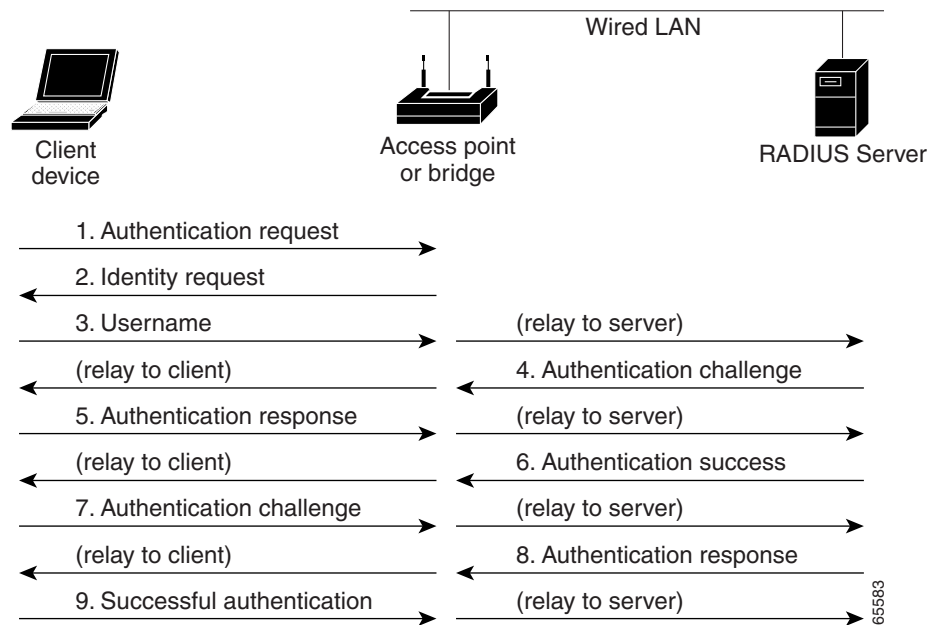 Wired LAN
Client
device
Access point
or bridge
RADIUS Server
1. Authentication request
2. Identity request
3. Username
(relay to server)
(relay to client)
4. Authentication challenge
5. Authentication response
(relay to server)
(relay to client)
6. Authentication success
7. Authentication challenge
(relay to server)
(relay to client)
8. Authentication response
9. Successful authentication
(relay to server)
65583